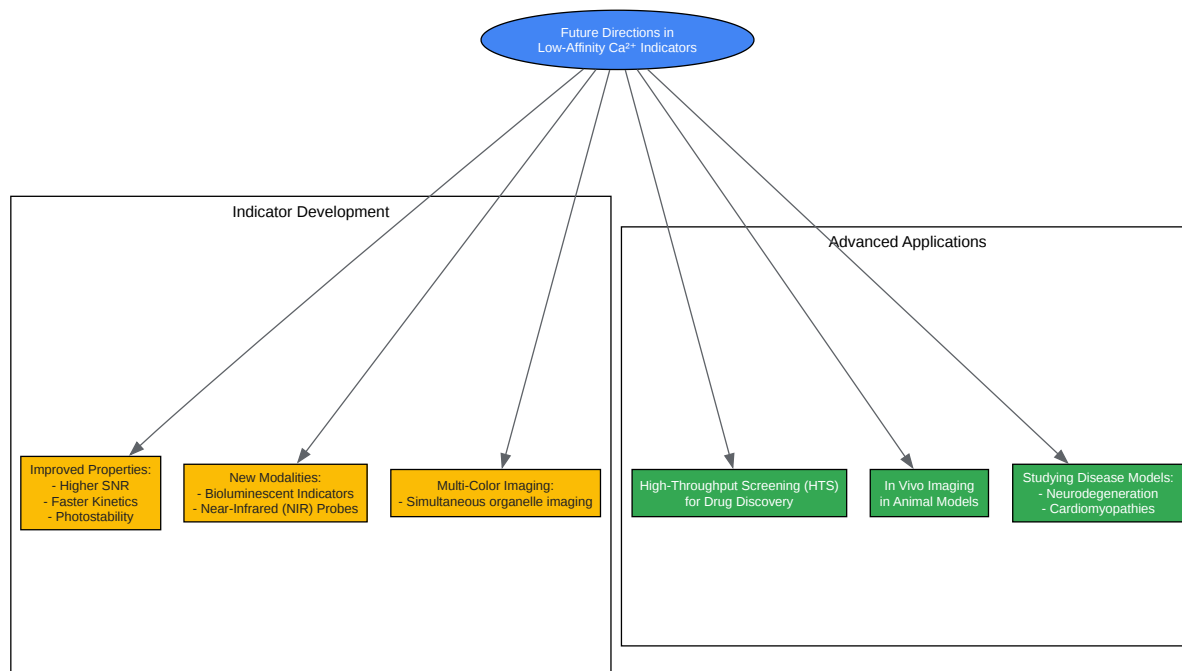 Future Directions in
Low-Affinity Ca²⁺ Indicators
Indicator Development
Improved Properties:
- Higher SNR
- Faster Kinetics
- Photostability
New Modalities:
- Bioluminescent Indicators
- Near-Infrared (NIR) Probes
Multi-Color Imaging:
- Simultaneous organelle imaging
Advanced Applications
High-Throughput Screening (HTS)
for Drug Discovery
In Vivo Imaging
in Animal Models
Studying Disease Models:
- Neurodegeneration
- Cardiomyopathies